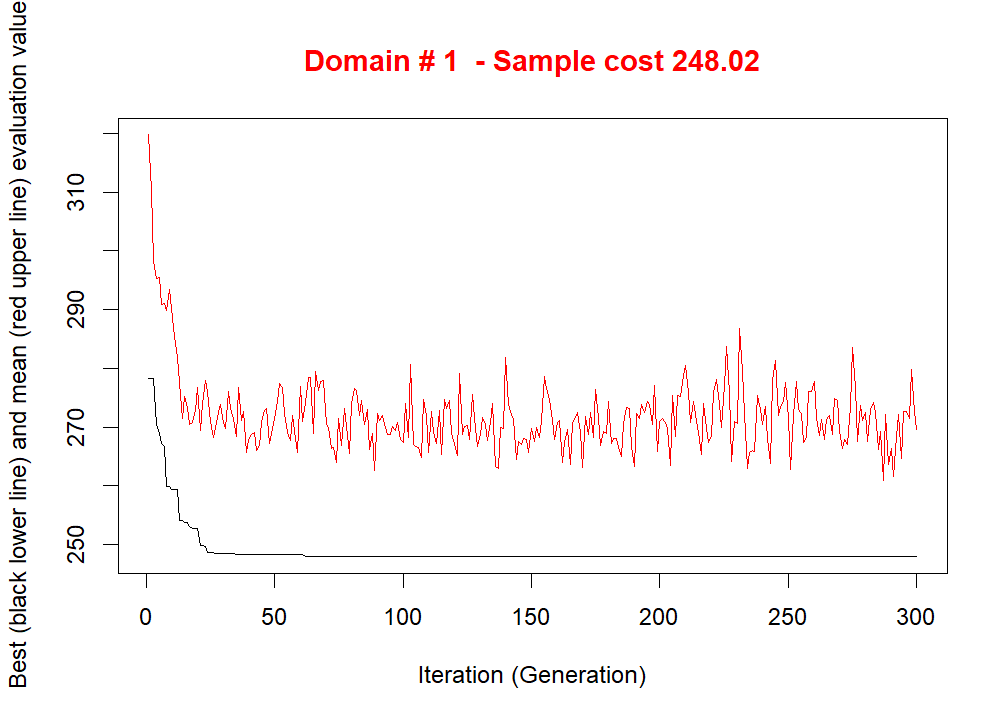 Domain # 1  - Sample cost 248.02
Best (black lower line) and mean (red upper line) evaluation value
310
290
270
250
0 50 100 150 200 250 300
Iteration (Generation)